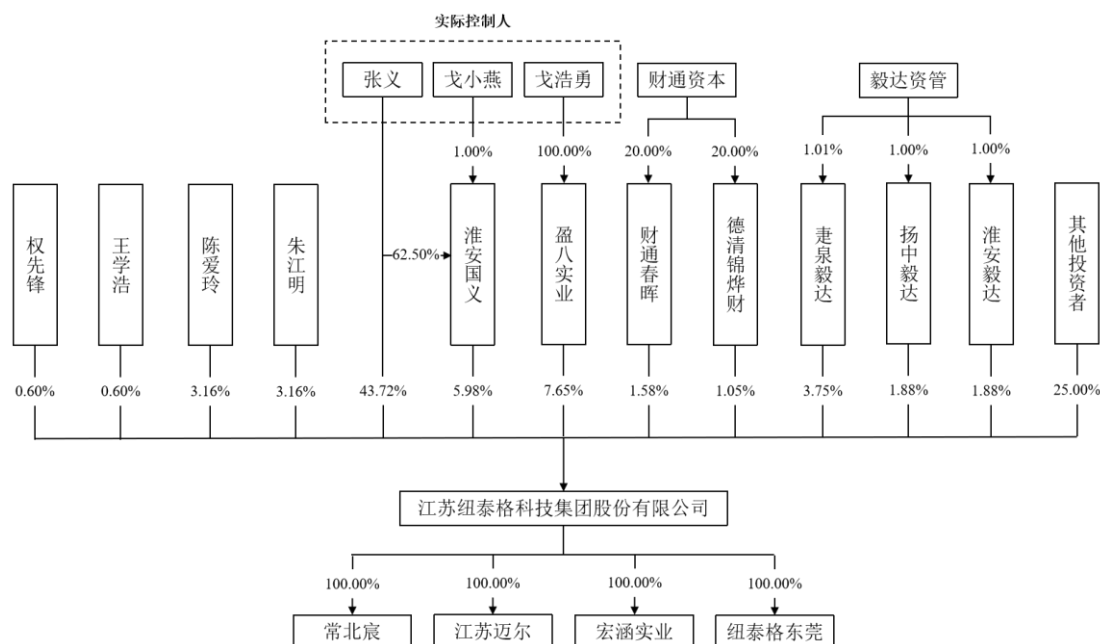 实际控制人
张义
戈小燕
戈浩勇
财通资本
毅达资管
1.00%
100.00%
20.00%
20.00%
1.01%
1.00%
1.00%
权先锋
王学浩
陈爱玲
朱江明
62.50%
淮安国义
盈八实业
财通春晖
德清锦烨财
疌泉毅达
扬中毅达
淮安毅达
其他投资者
0.60%
0.60%
3.16%
3.16%
43.72%
5.98%
7.65%
1.58%
1.05%
3.75%
1.88%
1.88%
25.00%
江苏纽泰格科技集团股份有限公司
100.00%
100.00%
100.00%
100.00%
常北宸
江苏迈尔
宏涵实业
纽泰格东莞